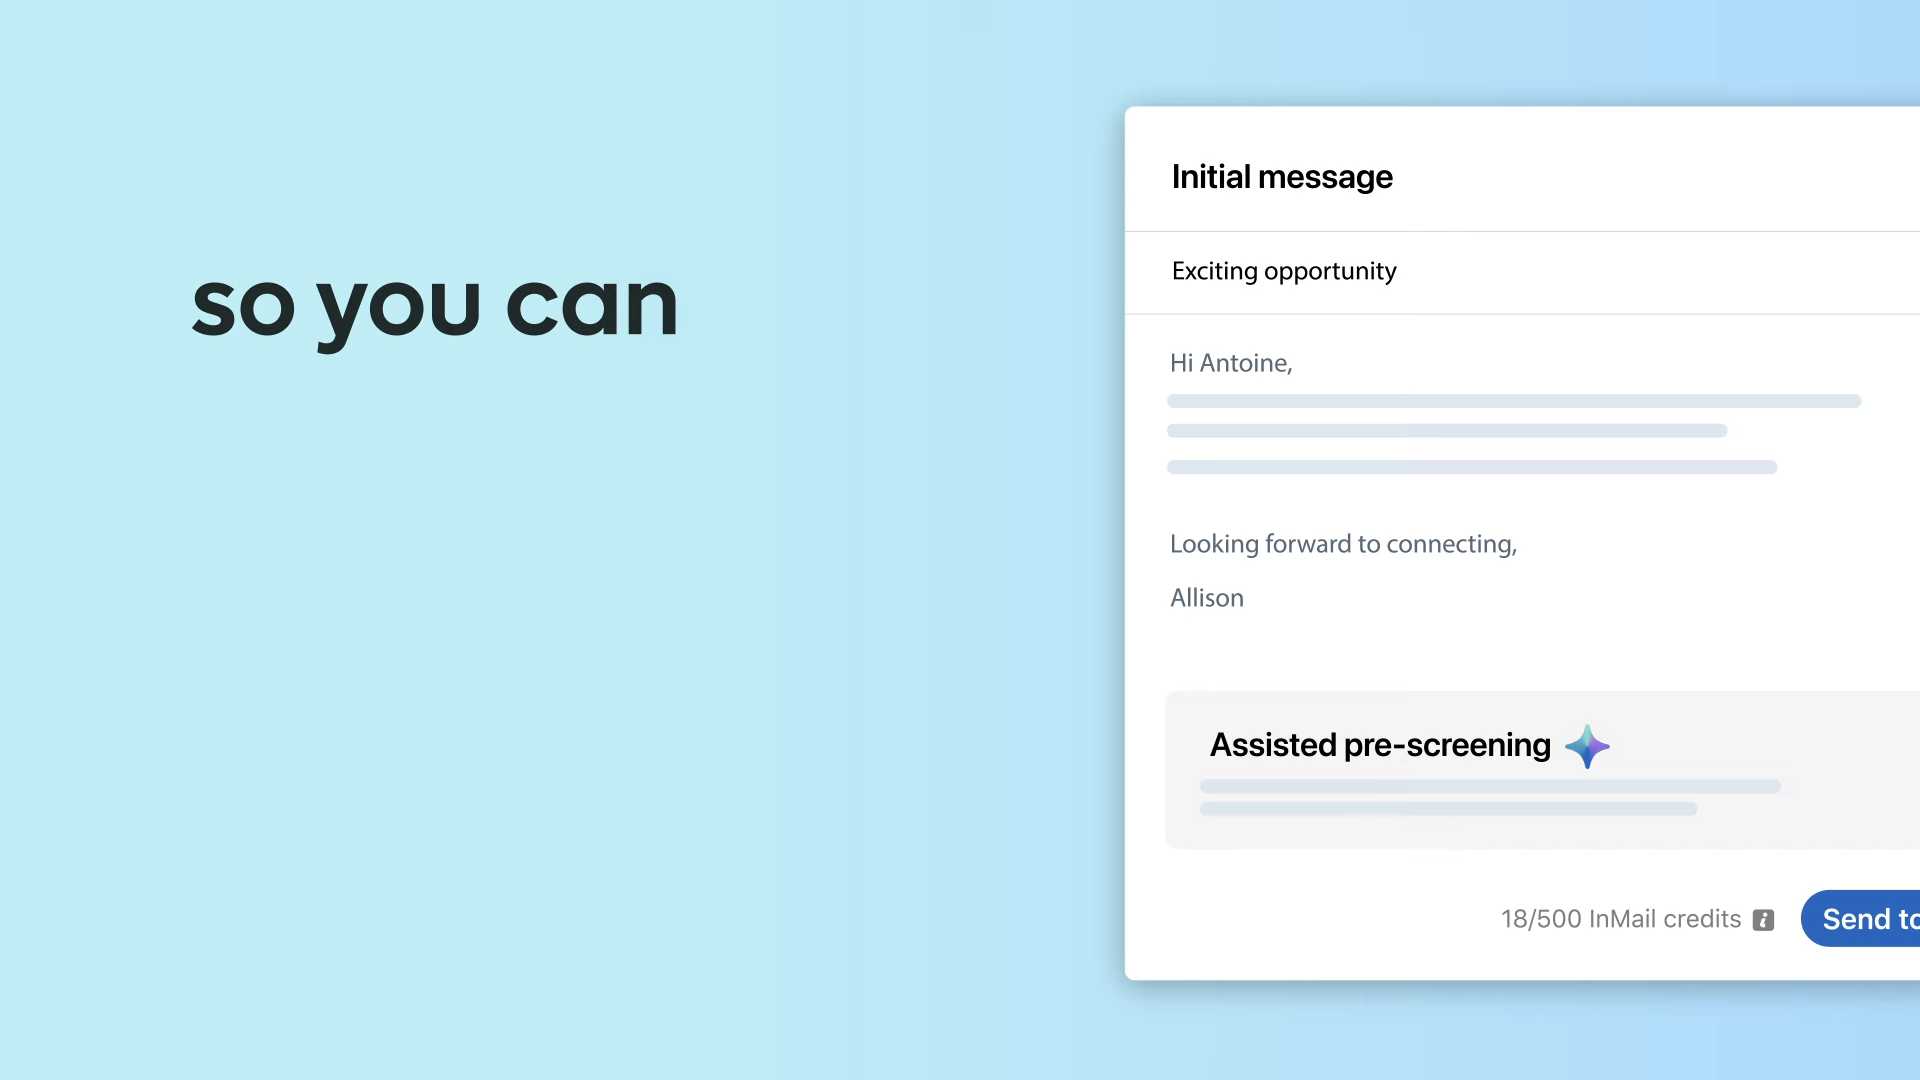 so you can
Initial message
Exciting opportunity
Hi Antoine,
Looking forward to connecting,
Allison
Assisted pre-screening
18/500 InMail credits
Send to